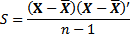 S = (X − X̅)(X − X̅)′ / n − 1